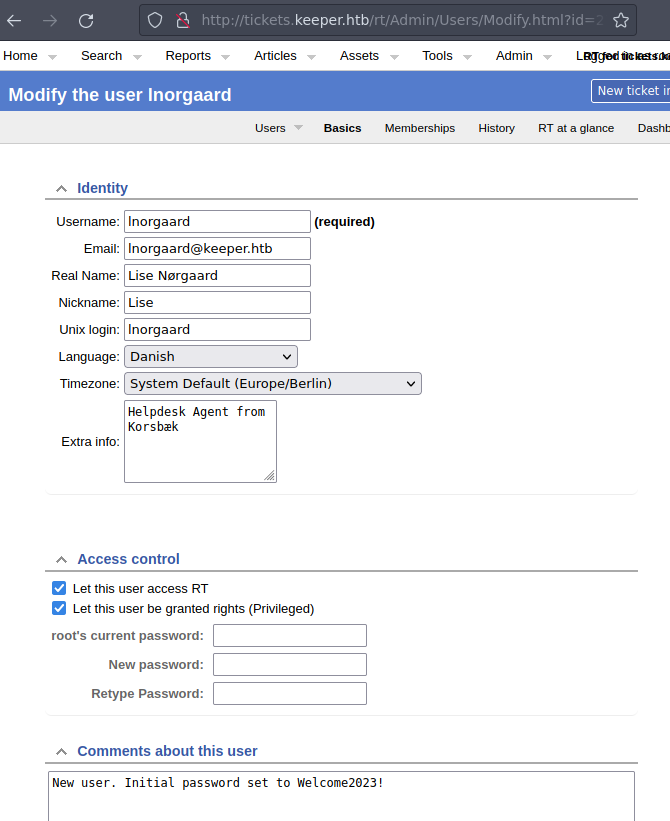 http://tickets.keeper.htb/rt/Admin/Users/Modify.html?id=2
Home Search Reports Articles Assets Tools Admin
Modify the user lnorgaard
New ticket in
Users Basics Memberships History RT at a glance Dashb
Identity
Username: lnorgaard (required)
Email: lnorgaard@keeper.htb
Real Name: Lise Nørgaard
Nickname: Lise
Unix login: lnorgaard
Language: Danish
Timezone: System Default (Europe/Berlin)
Extra info: Helpdesk Agent from
Korsbæk
Access control
Let this user access RT
Let this user be granted rights (Privileged)
root's current password:
New password:
Retype Password:
Comments about this user
New user. Initial password set to Welcome2023!